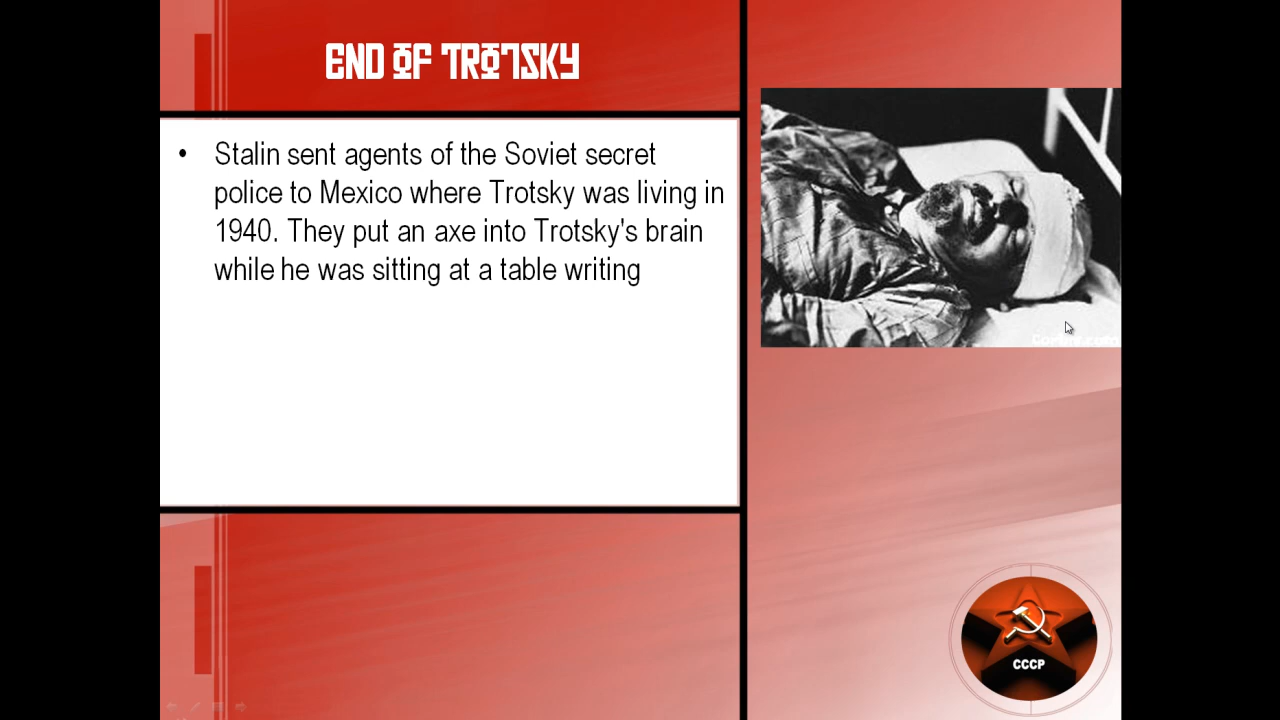 END OF TROTSKY
• Stalin sent agents of the Soviet secret
police to Mexico where Trotsky was living in
1940. They put an axe into Trotsky's brain
while he was sitting at a table writing
CCCP